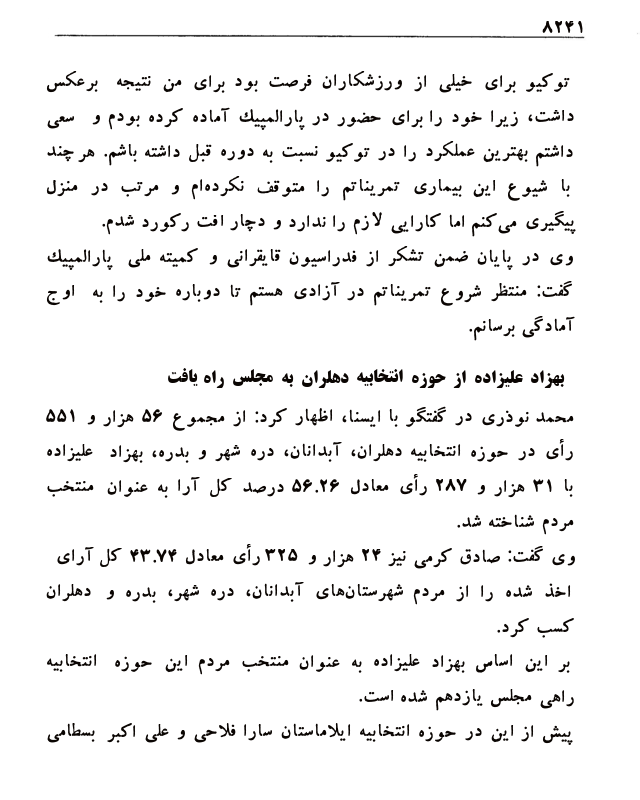 ۸۲۴۱
توکیو برای خیلی از ورزشکاران فرصت بود برای من نتیجه برعکس
داشت، زیرا خود را برای حضور در پارالمپیك آماده کرده بودم و سعی
داشتم بهترین عملکرد را در توکیو نسبت به دوره قبل داشته باشم. هر چند
با شیوع این بیماری تمریناتم را متوقف نکرده‌ام و مرتب در منزل
پیگیری می‌کنم اما کارایی لازم را ندارد و دچار افت رکورد شدم.
وی در پایان ضمن تشکر از فدراسیون قایقرانی و کمیته ملی پارالمپیك
گفت: منتظر شروع تمریناتم در آزادی هستم تا دوباره خود را به اوج
آمادگی برسانم.
بهزاد علیزاده از حوزه انتخابیه دهلران به مجلس راه یافت
محمد نوذری در گفتگو با ایسنا، اظهار کرد: از مجموع ۵۶ هزار و ۵۵۱
رأی در حوزه انتخابیه دهلران، آبدانان، دره شهر و بدره، بهزاد علیزاده
با ۳۱ هزار و ۲۸۷ رأی معادل ۵۶.۲۶ درصد کل آرا به عنوان منتخب
مردم شناخته شد.
وی گفت: صادق کرمی نیز ۲۴ هزار و ۳۲۵ رأی معادل ۴۳.۷۴ کل آرای
اخذ شده را از مردم شهرستان‌های آبدانان، دره شهر، بدره و دهلران
کسب کرد.
بر این اساس بهزاد علیزاده به عنوان منتخب مردم این حوزه انتخابیه
راهی مجلس یازدهم شده است.
پیش از این در حوزه انتخابیه ایلاماستان سارا فلاحی و علی اکبر بسطامی